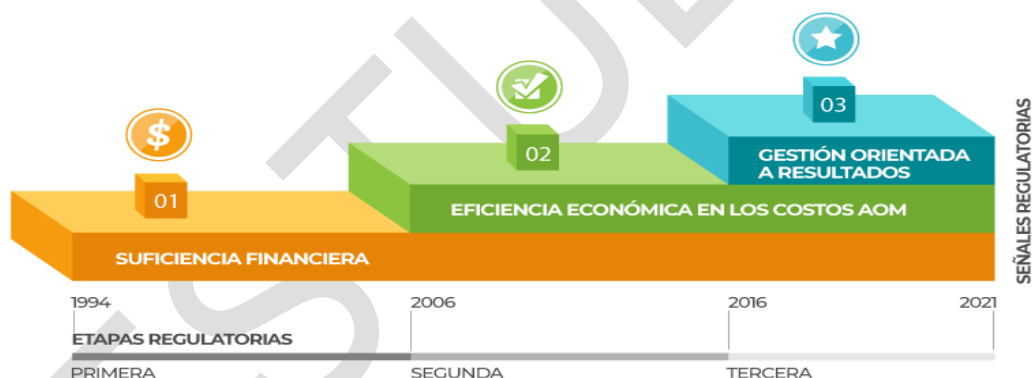 $
01
02
03
SUFICIENCIA FINANCIERA
EFICIENCIA ECONÓMICA EN LOS COSTOS AOM
GESTIÓN ORIENTADA
A RESULTADOS
SEÑALES REGULATORIAS
1994
2006
2016
2021
ETAPAS REGULATORIAS
PRIMERA
SEGUNDA
TERCERA